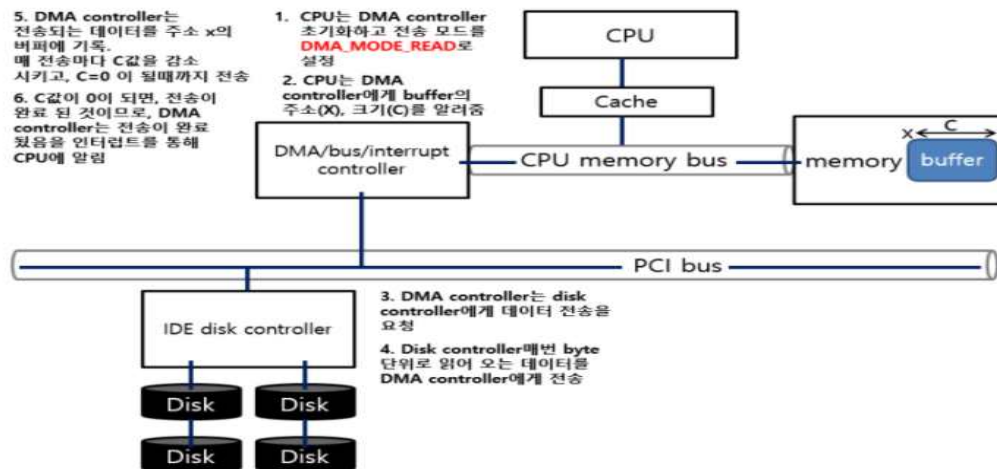 5. DMA controller는
전송되는 데이터를 주소 x의
버퍼에 기록.
매 전송마다 C값을 감소
시키고, C=0 이 될때까지 전송
6. C값이 0이 되면, 전송이
완료 된 것이므로, DMA
controller는 전송이 완료
됬음을 인터럽트를 통해
CPU에 알림
1. CPU는 DMA controller
초기화하고 전송 모드를
DMA_MODE_READ로
설정
2. CPU는 DMA
controller에게 buffer의
주소(X), 크기(C)를 알려줌
CPU
Cache
DMA/bus/interrupt
controller
CPU memory bus
memory
X
C
buffer
PCI bus
IDE disk controller
3. DMA controller는 disk
controller에게 데이터 전송을
요청
4. Disk controller매번 byte
단위로 읽어 오는 데이터를
DMA controller에게 전송
Disk
Disk
Disk
Disk